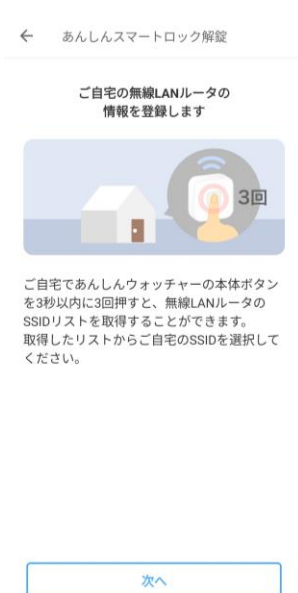 ← あんしんスマートロック解錠
ご自宅の無線LANルータの
情報を登録します
3回
ご自宅であんしんウォッチャーの本体ボタン
を3秒以内に3回押すと、無線LANルータの
SSIDリストを取得することができます。
取得したリストからご自宅のSSIDを選択して
ください。
次へ